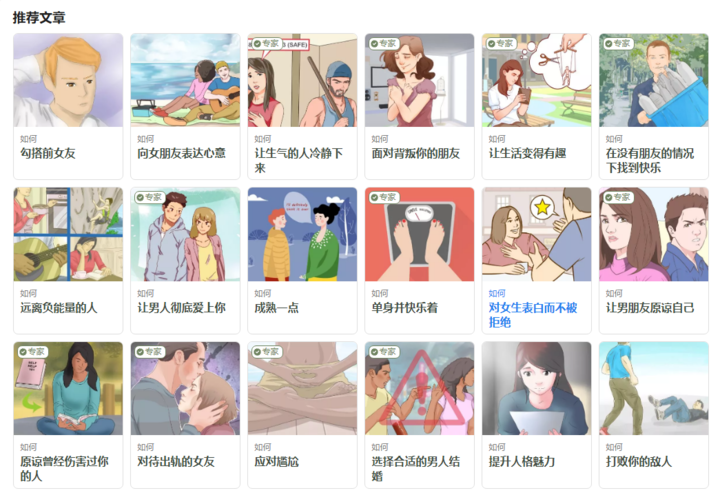 推荐文章
如何
勾搭前女友
如何
向女朋友表达心意
(SAFE)
专家
如何
让生气的人冷静下
来
专家
如何
面对背叛你的朋友
专家
如何
让生活变得有趣
专家
如何
在没有朋友的情况
下找到快乐
如何
远离负能量的人
专家
如何
让男人彻底爱上你
如何
成熟一点
专家
如何
单身并快乐着
如何
对女生表白而不被
拒绝
专家
如何
让男朋友原谅自己
专家
如何
原谅曾经伤害过你
的人
专家
如何
对待出轨的女友
专家
如何
应对尴尬
专家
如何
选择合适的男人结
婚
如何
提升人格魅力
如何
打败你的敌人